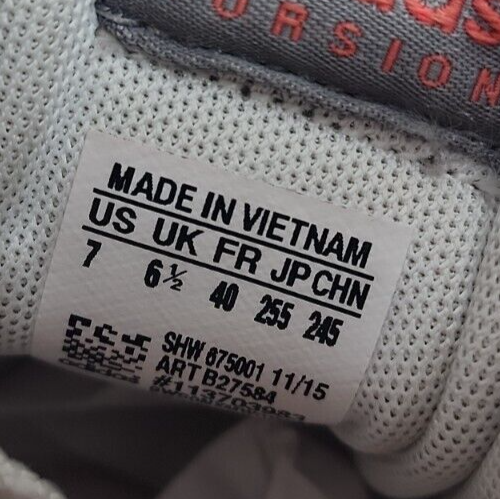 URSION
MADE IN VIETNAM
US UK FR JP CHN
7 6½ 40 255 245
SHW 675001 11/15
ART B27584